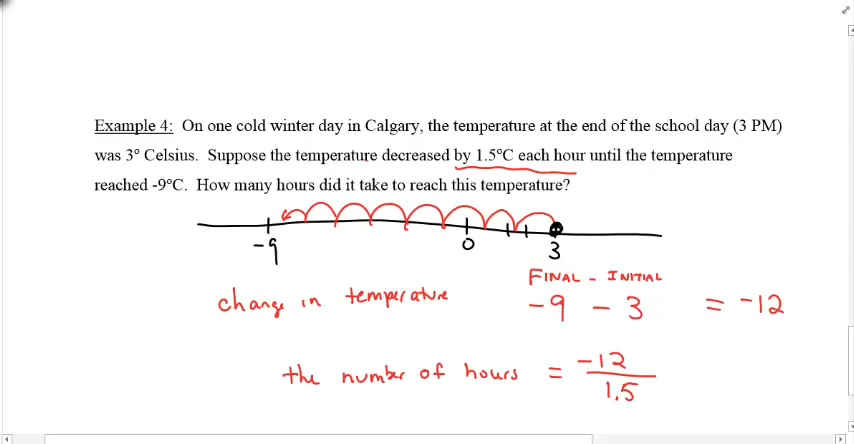 Example 4: On one cold winter day in Calgary, the temperature at the end of the school day (3 PM)
was 3° Celsius. Suppose the temperature decreased by 1.5°C each hour until the temperature
reached -9°C. How many hours did it take to reach this temperature?
-9 0 3
FINAL - INITIAL
change in temperature -9 - 3 = -12
the number of hours = -12/1.5